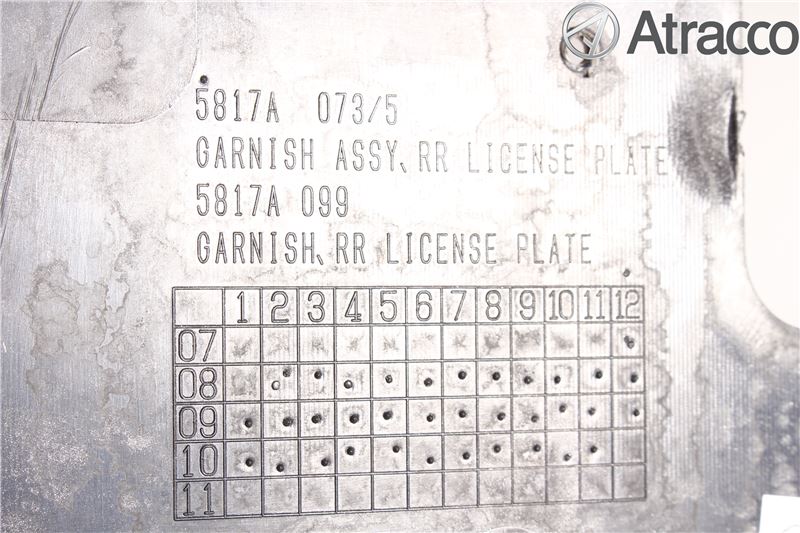 Atracco
5817A 073/5
GARNISH ASSY, RR LICENSE PLATE
5817A 099
GARNISH, RR LICENSE PLATE
1 2 3 4 5 6 7 8 9 10 11 12
07
08
09
10
11